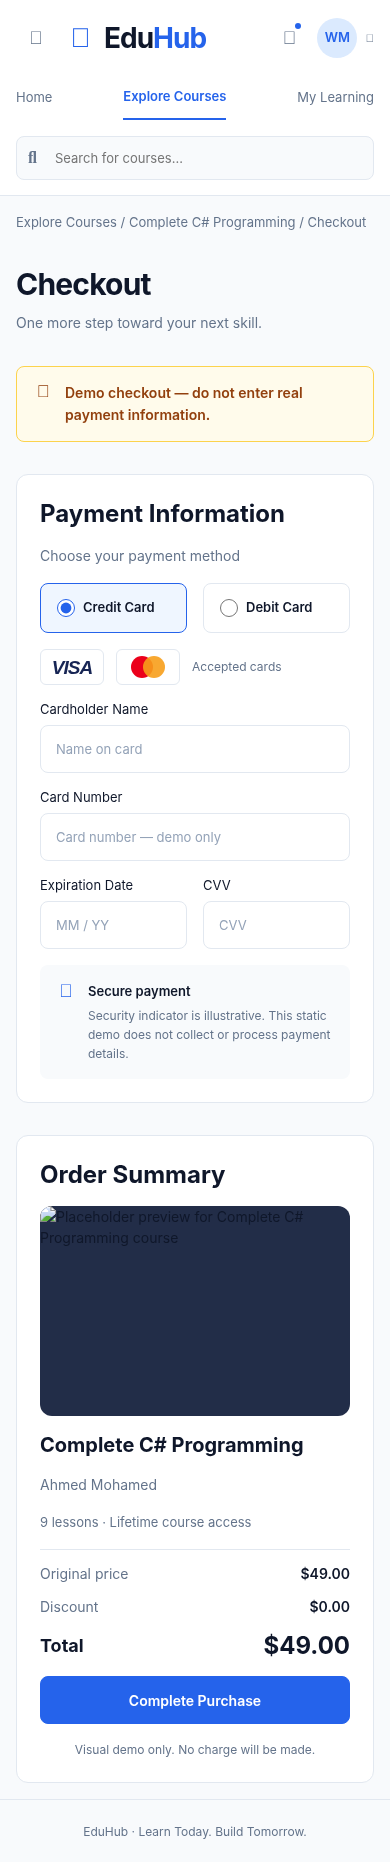 EduHub
WM
Home
Explore Courses
My Learning
Search for courses...
Explore Courses / Complete C# Programming / Checkout
Checkout
One more step toward your next skill.
Demo checkout — do not enter real
payment information.
Payment Information
Choose your payment method
Credit Card
Debit Card
VISA
Accepted cards
Cardholder Name
Name on card
Card Number
Card number — demo only
Expiration Date
CVV
MM / YY
CVV
Secure payment
Security indicator is illustrative. This static
demo does not collect or process payment
details.
Order Summary
Placeholder preview for Complete C#
Programming course
Complete C# Programming
Ahmed Mohamed
9 lessons · Lifetime course access
Original price
$49.00
Discount
$0.00
Total
$49.00
Complete Purchase
Visual demo only. No charge will be made.
EduHub · Learn Today. Build Tomorrow.